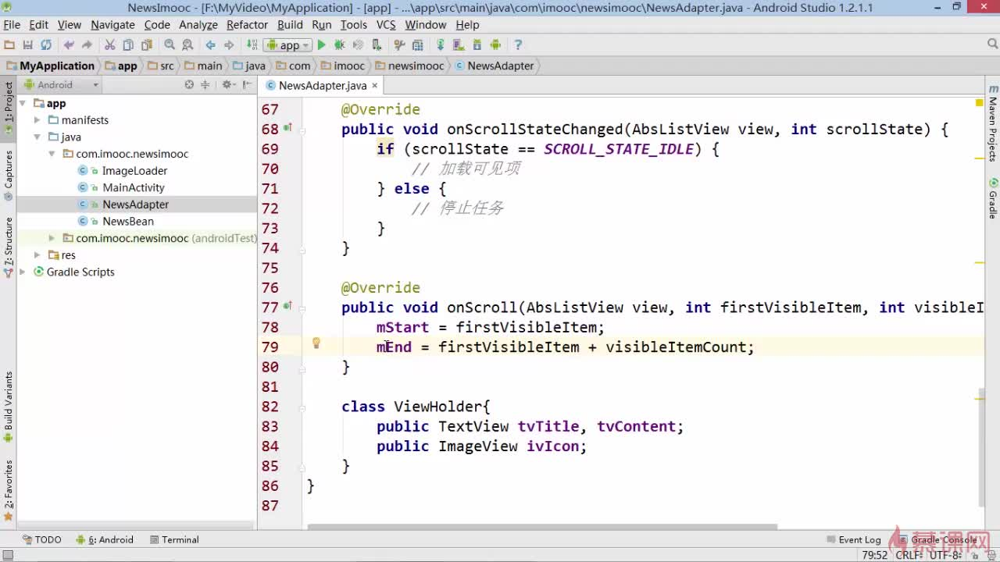 NewsImooc - [F:\MyVideo\MyApplication] - [app] - ...\app\src\main\java\com\imooc\newsimooc\NewsAdapter.java - Android Studio 1.2.1.1
File Edit View Navigate Code Analyze Refactor Build Run Tools VCS Window Help
app
MyApplication app src main java com imooc newsimooc NewsAdapter
Android
NewsAdapter.java
1: Project
Captures
Z: Structure
Build Variants
2: Favorites
app
manifests
java
com.imooc.newsimooc
ImageLoader
MainActivity
NewsAdapter
NewsBean
com.imooc.newsimooc (androidTest)
res
Gradle Scripts
67 @Override
68 public void onScrollStateChanged(AbsListView view, int scrollState) {
69 if (scrollState == SCROLL_STATE_IDLE) {
70 // 加载可见项
71 } else {
72 // 停止任务
73 }
74 }
75
76 @Override
77 public void onScroll(AbsListView view, int firstVisibleItem, int visibleI
78 mStart = firstVisibleItem;
79 mEnd = firstVisibleItem + visibleItemCount;
80 }
81
82 class ViewHolder{
83 public TextView tvTitle, tvContent;
84 public ImageView ivIcon;
85 }
86 }
87
Maven Projects
Gradle
TODO 6: Android Terminal Event Log Gradle Console
慕课网
79:52 CRLF UTF-8